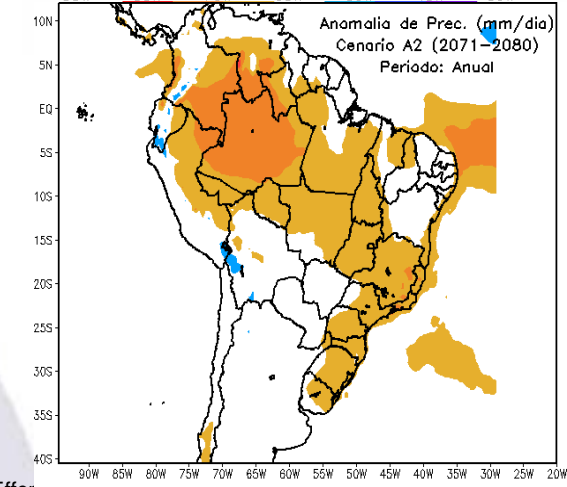 Anomalia de Prec. (mm/dia)
Cenario A2 (2071–2080)
Periodo: Anual
10N
5N
EQ
5S
10S
15S
20S
25S
30S
35S
40S
90W 85W 80W 75W 70W 65W 60W 55W 50W 45W 40W 35W 30W 25W 20W